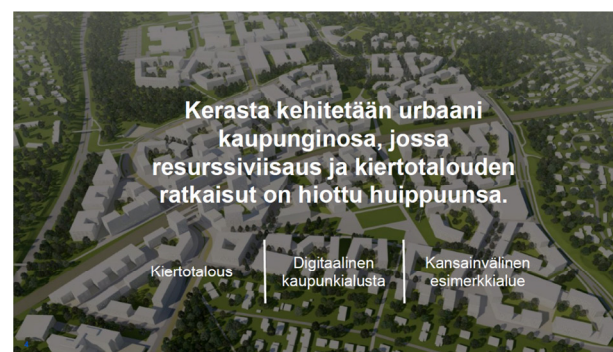 Kerasta kehitetään urbaani
kaupunginosa, jossa
resurssiviisaus ja kiertotalouden
ratkaisut on hiottu huippuunsa.
Kiertotalous
Digitaalinen
kaupunkialusta
Kansainvälinen
esimerkkialue